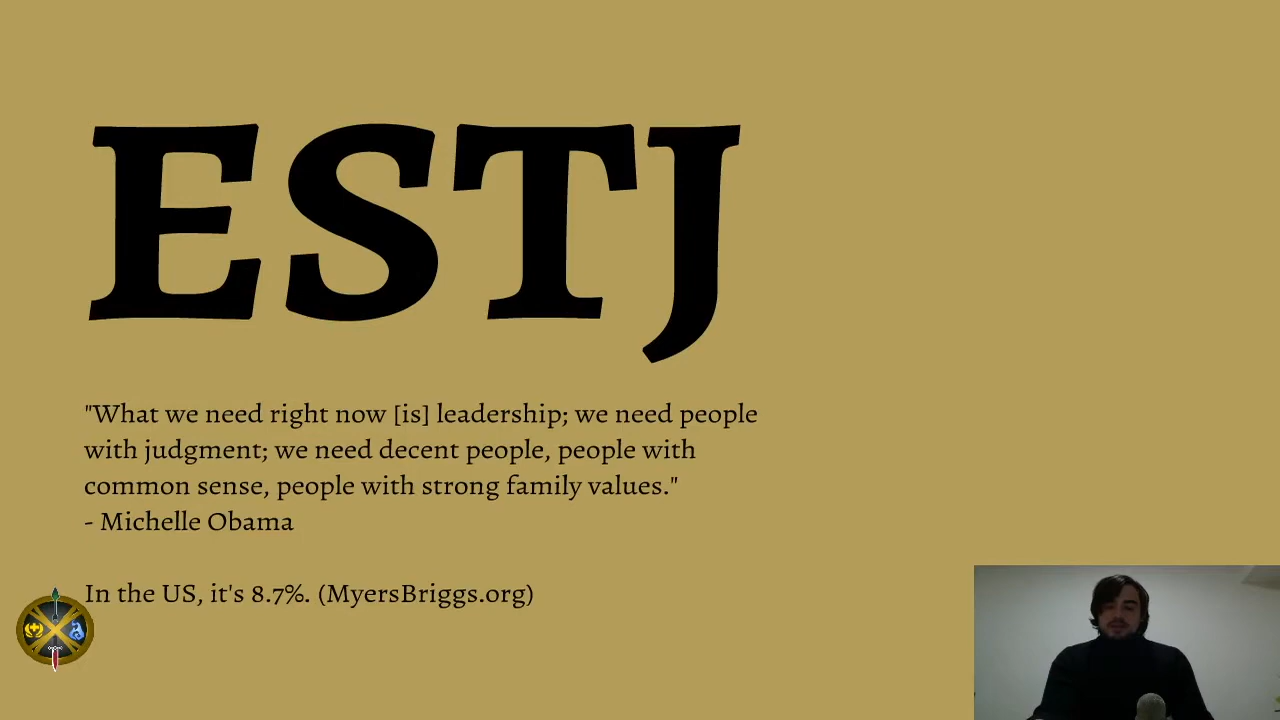 ESTJ
"What we need right now [is] leadership; we need people
with judgment; we need decent people, people with
common sense, people with strong family values."
- Michelle Obama
In the US, it's 8.7%. (MyersBriggs.org)